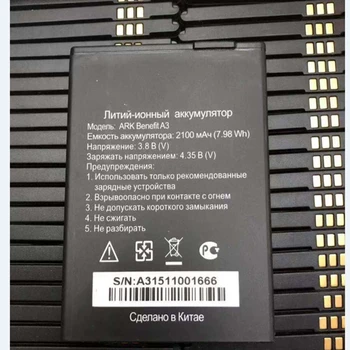 Литий-ионный аккумулятор
Модель: ARK Benefit A3
Емкость аккумулятора: 2100 мАч (7.98 Wh)
Напряжение: 3.8 В (V)
Заряжать напряжением: 4.35 В (V)
Предупреждения:
1. Использовать только рекомендованные
зарядные устройства
2. Взрывоопасно при контакте с огнем
3. Не допускать короткого замыкания
4. Не сжигать
5. Не разбирать
S/N:A31511001666
Сделано в Китае